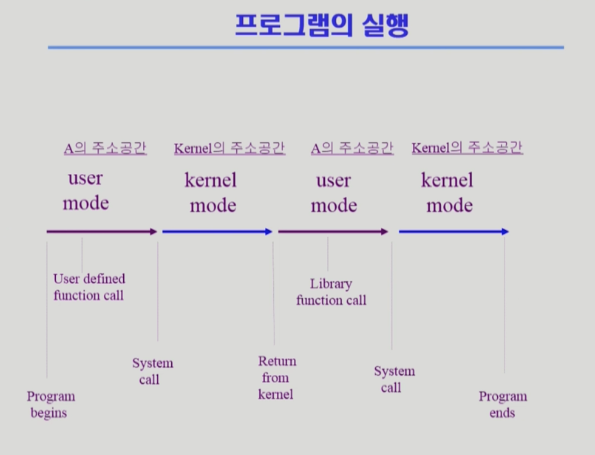 프로그램의 실행
A의 주소공간
Kernel의 주소공간
A의 주소공간
Kernel의 주소공간
user
mode
kernel
mode
user
mode
kernel
mode
User defined
function call
Library
function call
System
call
Return
from
kernel
System
call
Program
begins
Program
ends